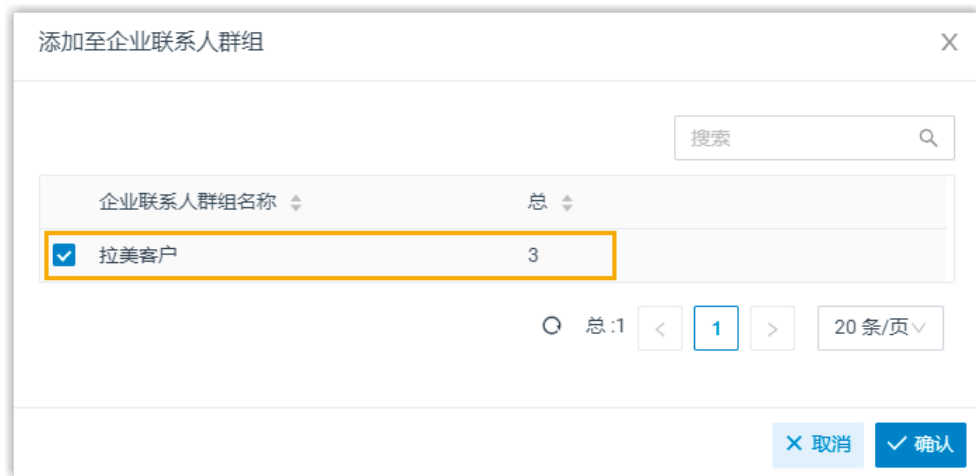 添加至企业联系人群组
搜索
企业联系人群组名称 总
拉美客户 3
总 :1 < 1 > 20 条/页
取消 确认